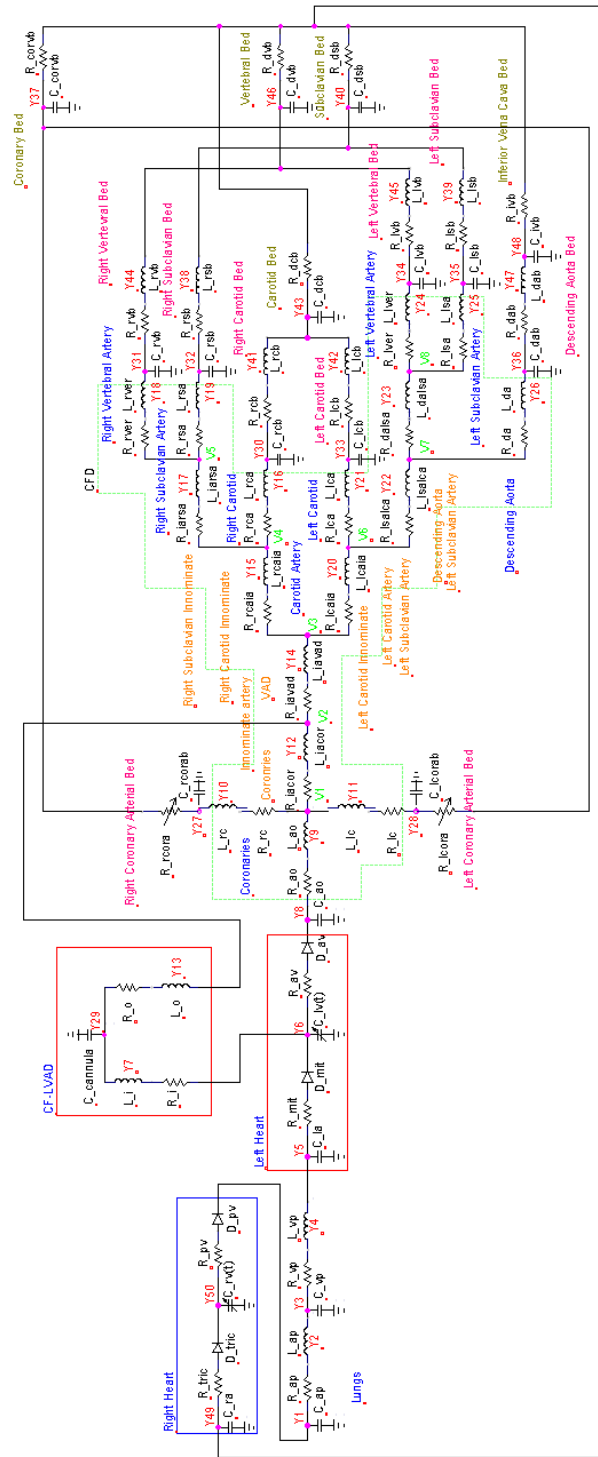 Right Heart
Y49
R_tric
C_ra
D_tric
Y50
R_pv
C_rv(t)
D_pv
Y1
R_ap
C_ap
L_ap
Y2
Y3
R_vp
C_vp
L_vp
Y4
Lungs
CF-LVAD
C_cannula
Y29
L_i
Y7
R_i
R_o
L_o
Y13
Left Heart
Y5
C_la
R_mit
D_mit
Y6
C_lv(t)
R_av
D_av
Y8
C_ao
R_ao
L_ao
Y9
Right Coronary Arterial Bed
R_rcora
Y27
C_rcorab
Y10
L_rc
R_rc
Coronries
Coronaries
V1
L_lc
Y11
R_lc
Y28
C_lcorab
R_lcora
Left Coronary Arterial Bed
R_iacor
L_iacor
Y12
V2
R_iavad
L_iavad
Y14
V3
Innominate artery
VAD
Right Subclavian Innominate
Right Carotid Innominate
Left Carotid Innominate
Left Carotid Artery
Left Subclavian Artery
Descending Aorta
Left Subclavian Artery
CFD
R_rcaia
Y15
L_rcaia
Carotid Artery
R_lcaia
Y20
L_lcaia
V4
R_iarsa
Y17
L_iarsa
V5
Right Subclavian Artery
Right Vertebral Artery
R_rver
L_rver
Y18
Y31
C_rvb
R_rvb
L_rvb
Y44
Right Vertewral Bed
R_rsa
L_rsa
Y19
Y32
C_rsb
R_rsb
L_rsb
Y38
Right Subclavian Bed
Right Carotid
R_rca
L_rca
Y16
Y30
C_rcb
R_rcb
L_rcb
Y41
Right Carotid Bed
Left Carotid
R_lca
L_lca
Y21
V6
Y33
C_lcb
R_lcb
L_lcb
Y42
Left Carotid Bed
Y43
C_dcb
R_dcb
Carotid Bed
R_lsalca
Y22
L_lsalca
V7
R_dalsa
Y23
L_dalsa
V8
Left Vertebral Artery
R_lver
L_lver
Y24
Y34
C_lvb
R_lvb
L_lvb
Y45
Left Vertebral Bed
R_lsa
L_lsa
Y25
Y35
C_lsb
R_lsb
L_lsb
Y39
Left Subclavian Bed
Left Subclavian Artery
R_da
L_da
Y26
Descending Aorta
Y36
C_dab
R_dab
L_dab
Y47
Descending Aorta Bed
Y48
C_ivb
R_ivb
Inferior Vena Cava Bed
Coronary Bed
Y37
C_corvb
R_corvb
Vertebral Bed
Y46
C_dvb
R_dvb
Subclavian Bed
Y40
C_dsb
R_dsb